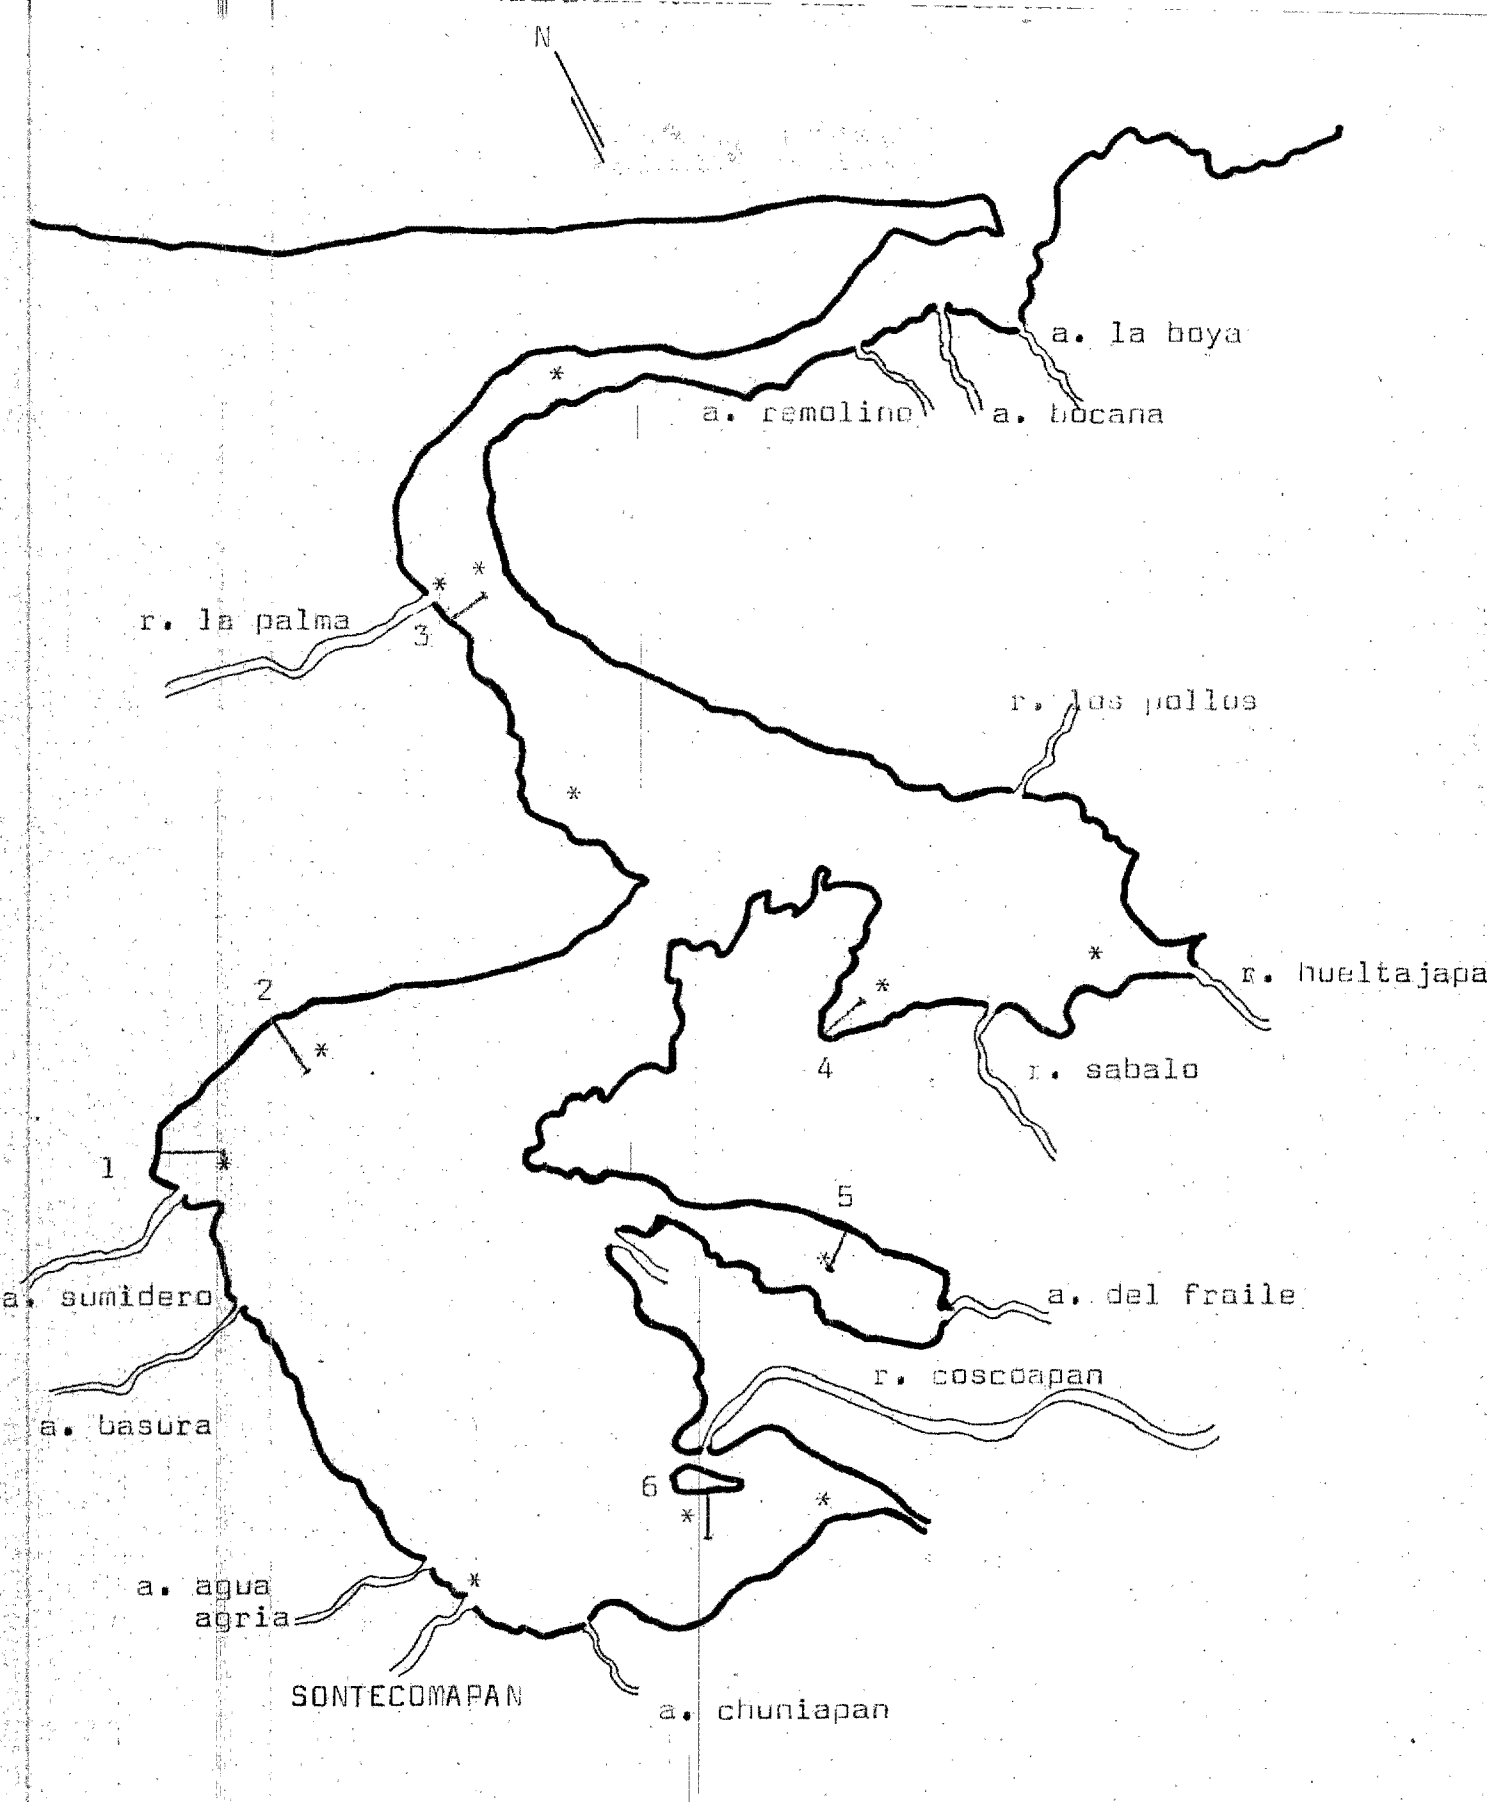 N
a. la boya
a. remolino
a. bocana
r. la palma
3
r. los pollos
2
r. hueltajapa
4
r. sabalo
1
5
a. sumidero
a. del fraile
r. coscoapan
a. basura
6
a. agua
agria
SONTECOMAPAN
a. chuniapan